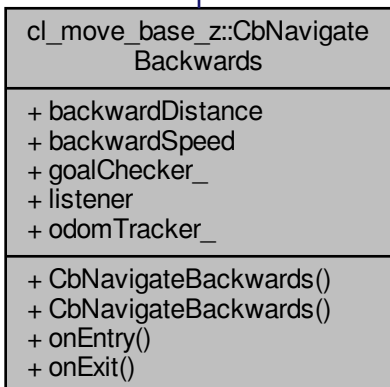 cl_move_base_z::CbNavigate
Backwards
+ backwardDistance
+ backwardSpeed
+ goalChecker_
+ listener
+ odomTracker_
+ CbNavigateBackwards()
+ CbNavigateBackwards()
+ onEntry()
+ onExit()